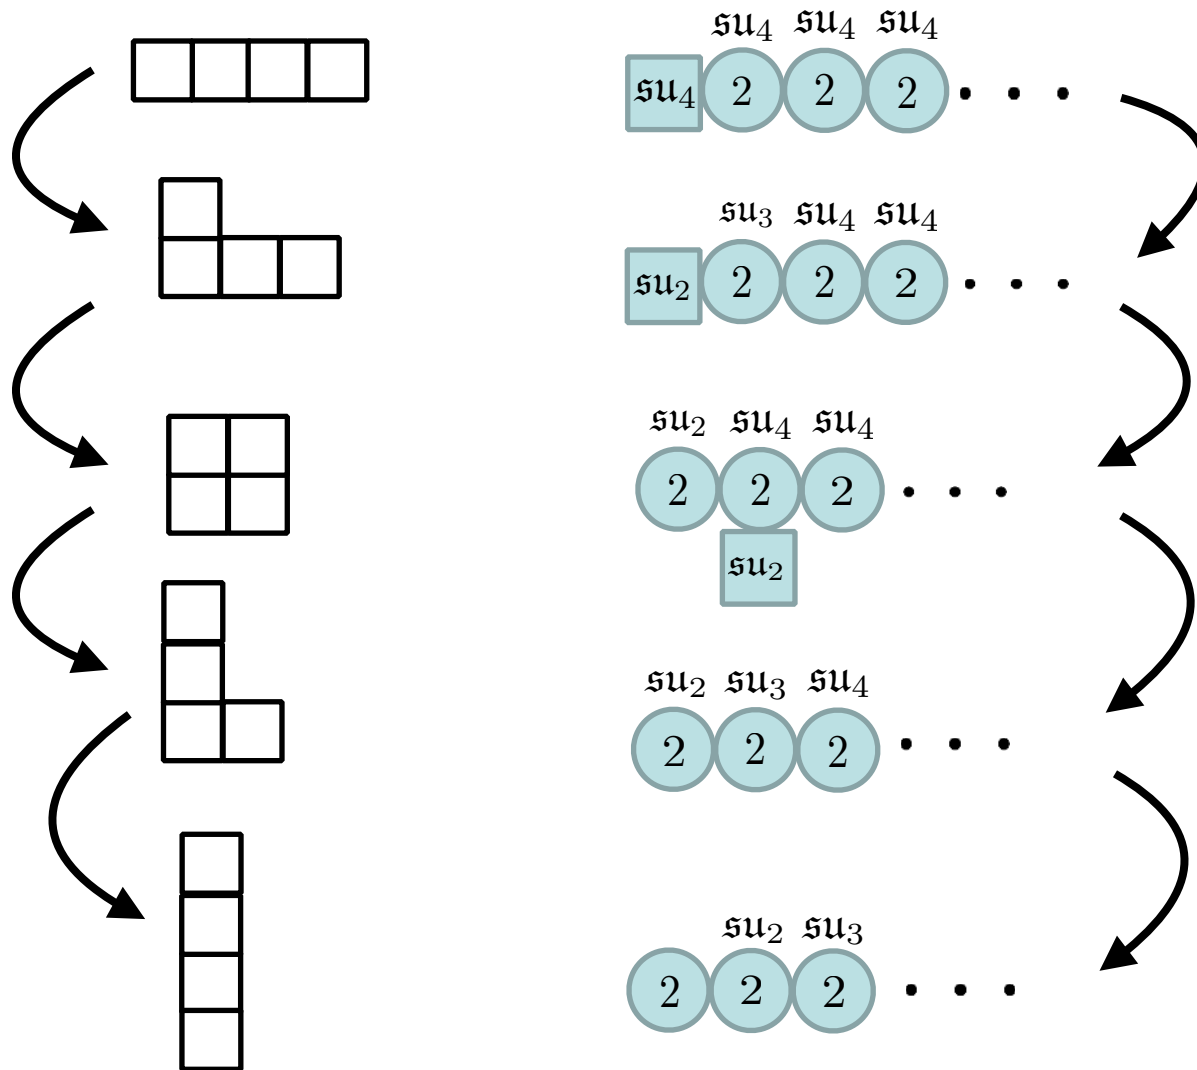 𝔰𝔲₄ 𝔰𝔲₄ 𝔰𝔲₄
𝔰𝔲₄ 2 2 2 . . .
𝔰𝔲₃ 𝔰𝔲₄ 𝔰𝔲₄
𝔰𝔲₂ 2 2 2 . . .
𝔰𝔲₂ 𝔰𝔲₄ 𝔰𝔲₄
2 2 2 . . .
𝔰𝔲₂
𝔰𝔲₂ 𝔰𝔲₃ 𝔰𝔲₄
2 2 2 . . .
𝔰𝔲₂ 𝔰𝔲₃
2 2 2 . . .